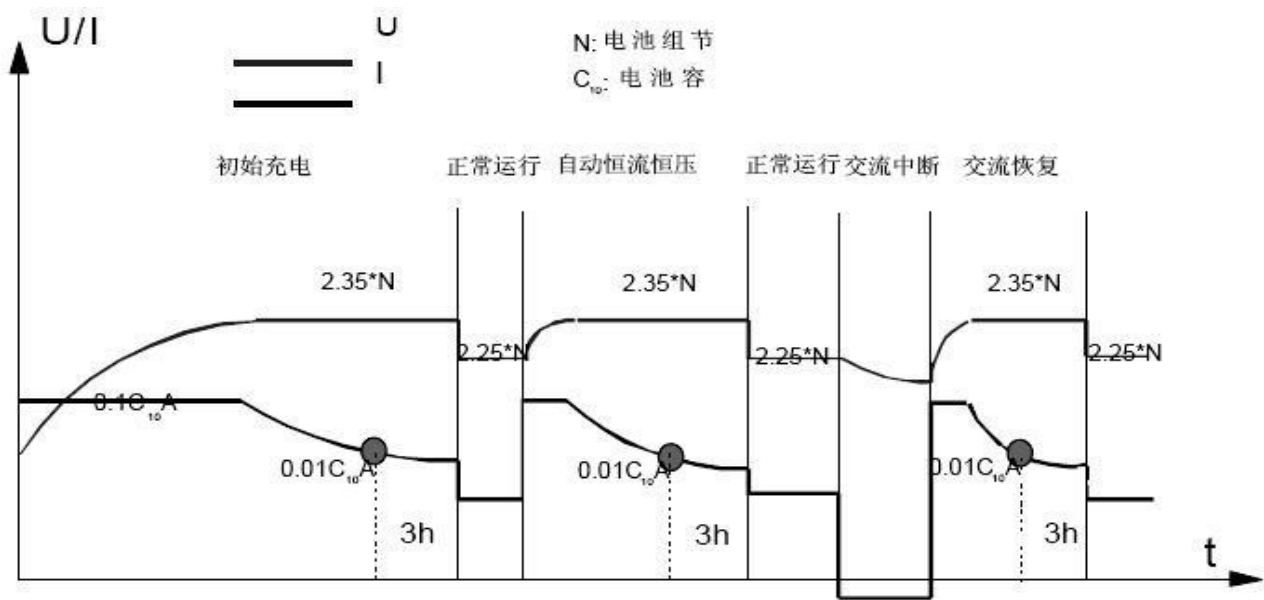 U/I
U
I
N: 电池组节
C₁₀: 电池容
初始充电
正常运行
自动恒流恒压
正常运行
交流中断
交流恢复
2.35*N
2.35*N
2.35*N
2.25*N
2.25*N
2.25*N
0.1C₁₀A
0.01C₁₀A
0.01C₁₀A
0.01C₁₀A
3h
3h
3h
t